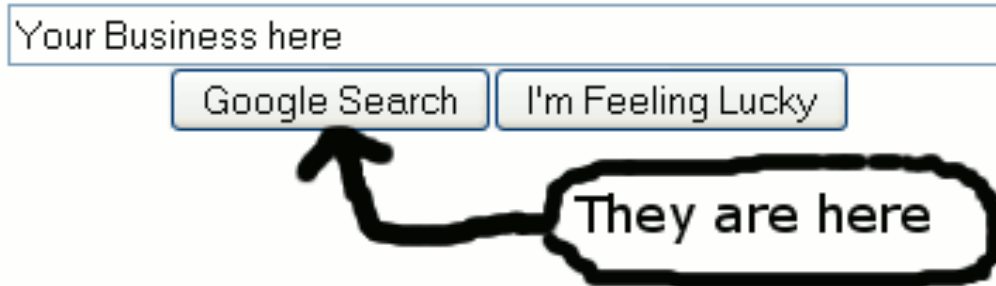 Your Business here
Google Search I'm Feeling Lucky
They are here